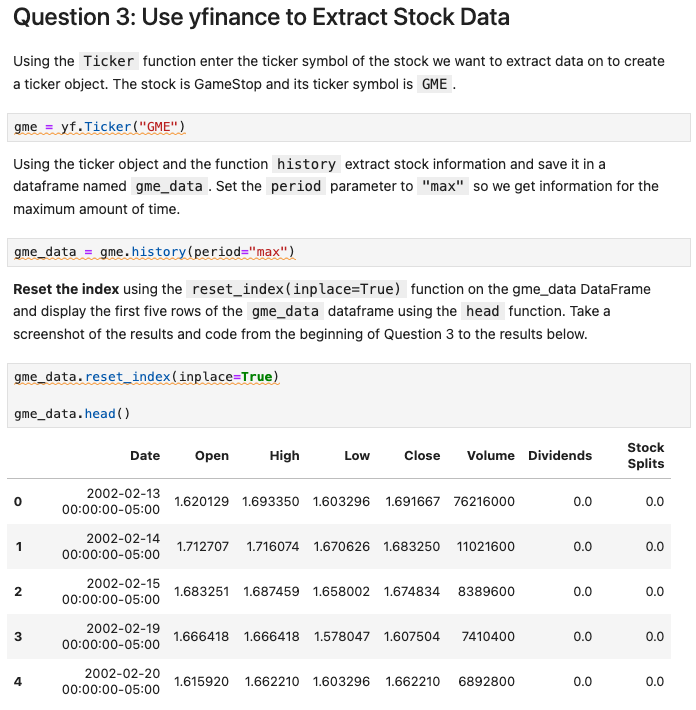 Question 3: Use yfinance to Extract Stock Data
Using the Ticker function enter the ticker symbol of the stock we want to extract data on to create
a ticker object. The stock is GameStop and its ticker symbol is GME .
gme = yf.Ticker("GME")
Using the ticker object and the function history extract stock information and save it in a
dataframe named gme_data . Set the period parameter to "max" so we get information for the
maximum amount of time.
gme_data = gme.history(period="max")
Reset the index using the reset_index(inplace=True) function on the gme_data DataFrame
and display the first five rows of the gme_data dataframe using the head function. Take a
screenshot of the results and code from the beginning of Question 3 to the results below.
gme_data.reset_index(inplace=True)
gme_data.head()
Date Open High Low Close Volume Dividends Stock Splits
0 2002-02-13 00:00:00-05:00 1.620129 1.693350 1.603296 1.691667 76216000 0.0 0.0
1 2002-02-14 00:00:00-05:00 1.712707 1.716074 1.670626 1.683250 11021600 0.0 0.0
2 2002-02-15 00:00:00-05:00 1.683251 1.687459 1.658002 1.674834 8389600 0.0 0.0
3 2002-02-19 00:00:00-05:00 1.666418 1.666418 1.578047 1.607504 7410400 0.0 0.0
4 2002-02-20 00:00:00-05:00 1.615920 1.662210 1.603296 1.662210 6892800 0.0 0.0